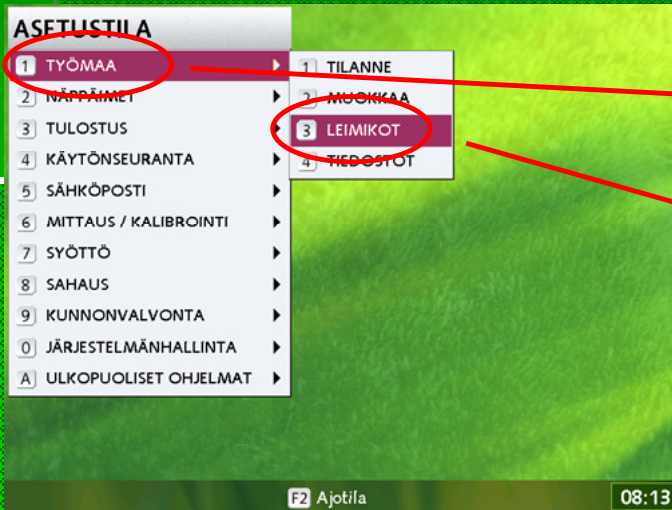 ASETUSTILA
1 TYÖMAA
2 NÄPPÄIMET
3 TULOSTUS
4 KÄYTÖNSEURANTA
5 SÄHKÖPOSTI
6 MITTAUS / KALIBROINTI
7 SYÖTTÖ
8 SAHAUS
9 KUNNONVALVONTA
0 JÄRJESTELMÄNHALLINTA
A ULKOPUOLISET OHJELMAT
1 TILANNE
2 MUOKKAA
3 LEIMIKOT
4 TIEDOSTOT
F2 Ajotila
08:13